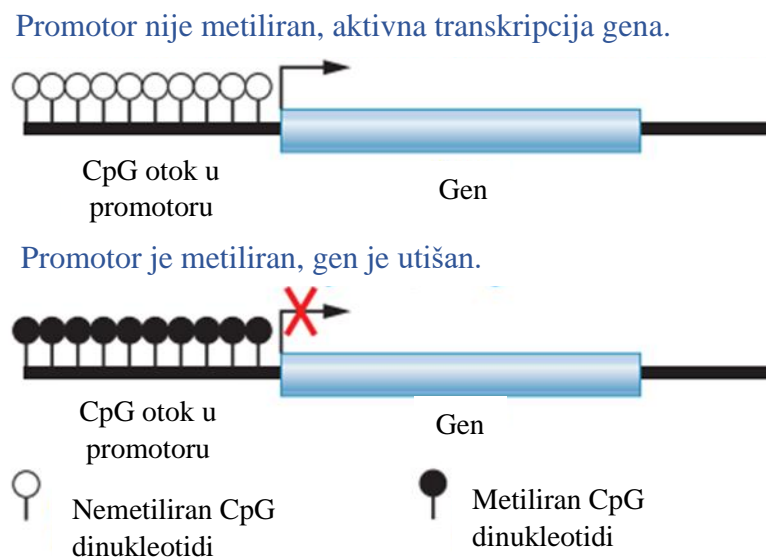 Promotor nije metiliran, aktivna transkripcija gena.
CpG otok u
promotoru
Gen
Promotor je metiliran, gen je utišan.
CpG otok u
promotoru
Gen
Nemetiliran CpG
dinukleotidi
Metiliran CpG
dinukleotidi